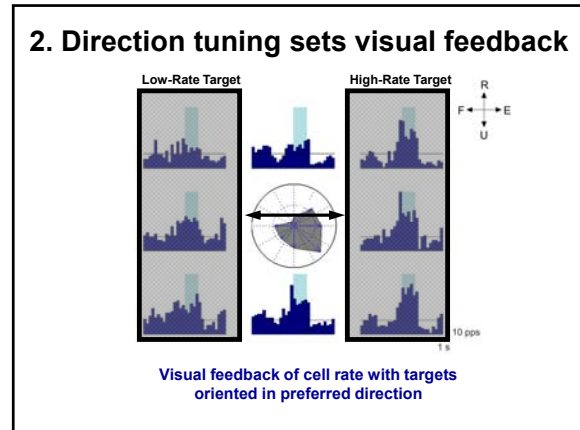 2. Direction tuning sets visual feedback
Low-Rate Target
High-Rate Target
R
F
E
U
10 pps
1 s
Visual feedback of cell rate with targets
oriented in preferred direction